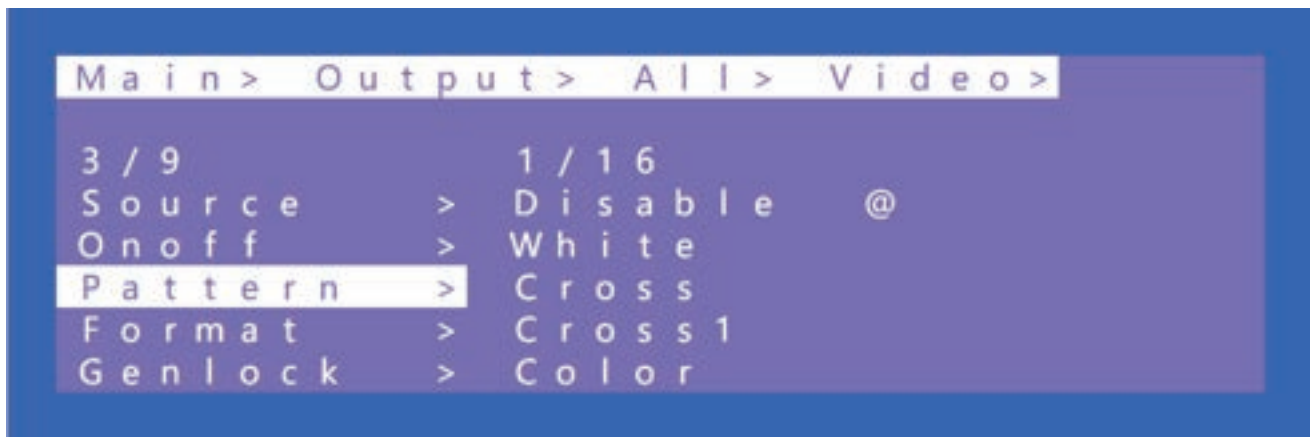 Main> Output> All> Video>
3/9 1/16
Source > Disable @
Onoff > White
Pattern > Cross
Format > Cross1
Genlock > Color